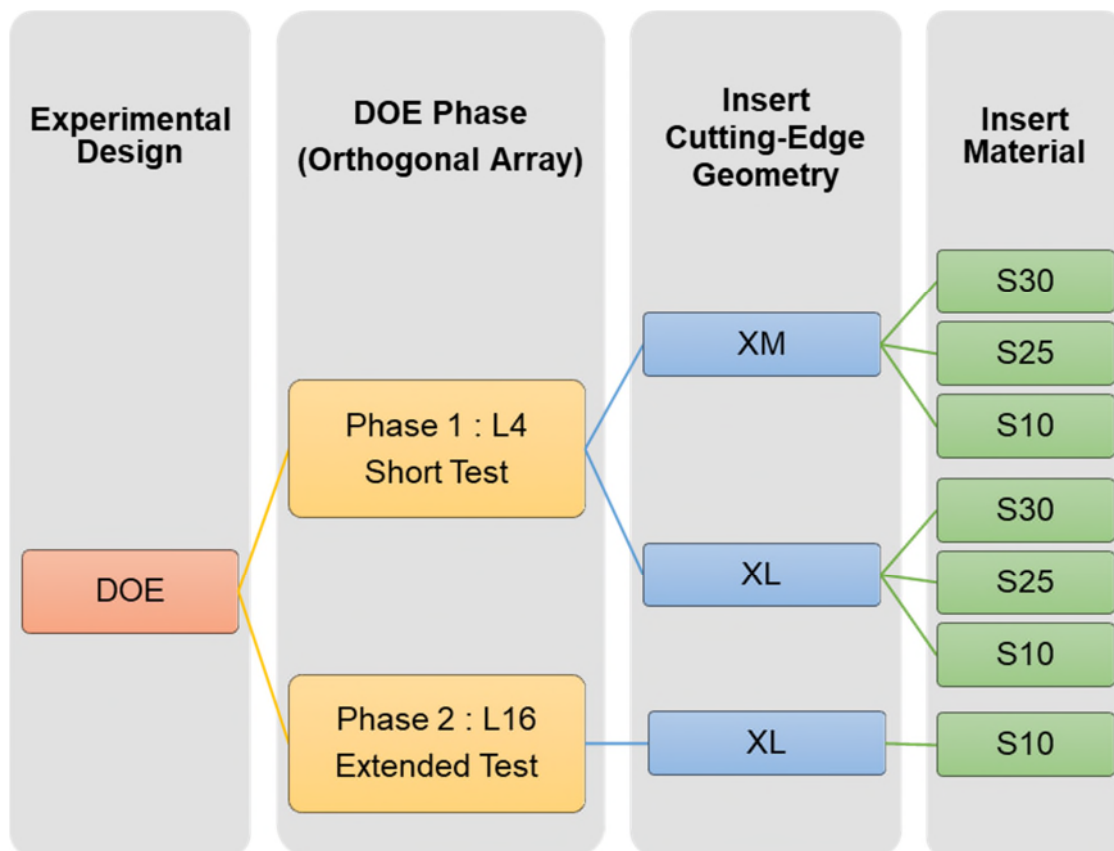 Experimental
Design
DOE Phase
(Orthogonal Array)
Insert
Cutting-Edge
Geometry
Insert
Material
DOE
Phase 1 : L4
Short Test
Phase 2 : L16
Extended Test
XM
XL
XL
S30
S25
S10
S30
S25
S10
S10